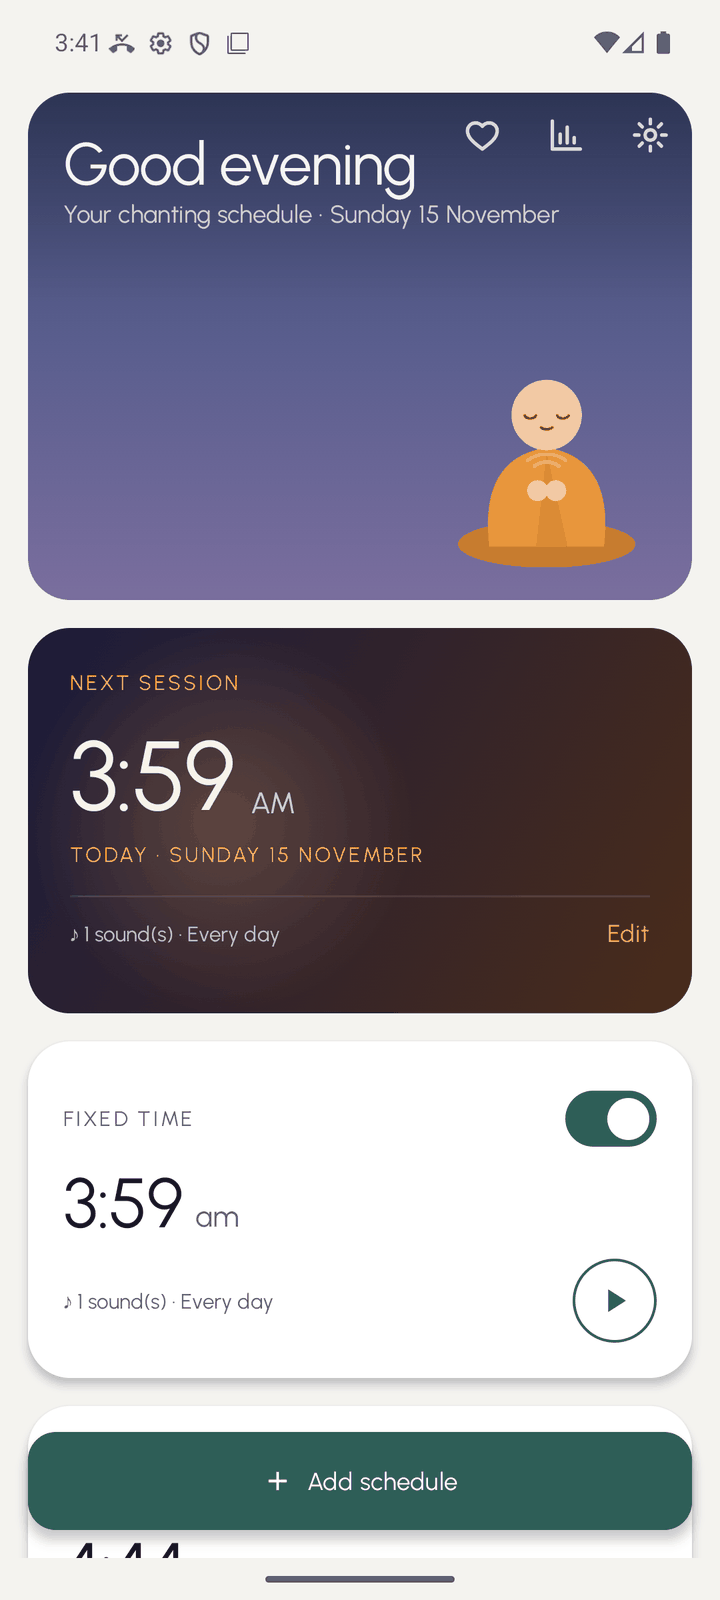 3:41
Good evening
Your chanting schedule · Sunday 15 November
NEXT SESSION
3:59 AM
TODAY · SUNDAY 15 NOVEMBER
♪ 1 sound(s) · Every day
Edit
FIXED TIME
3:59 am
♪ 1 sound(s) · Every day
+ Add schedule